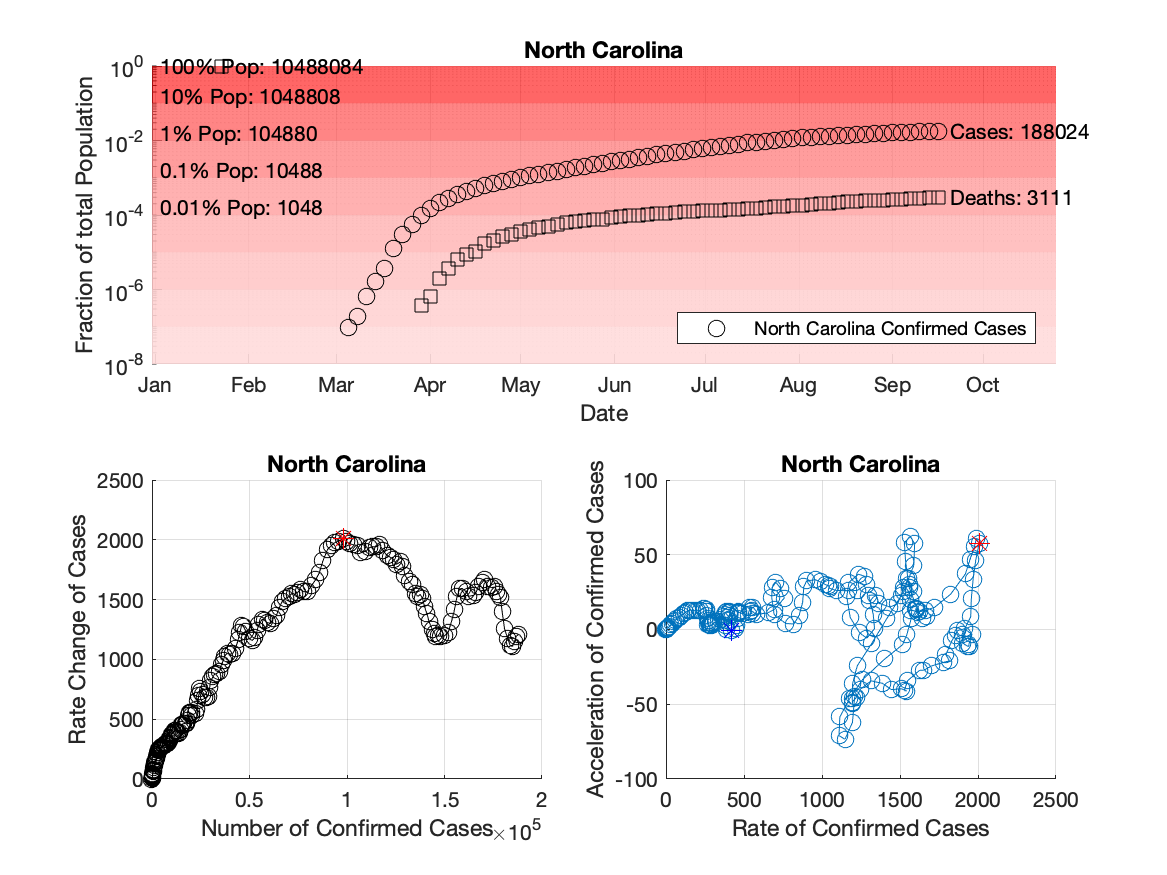 North Carolina
Fraction of total Population
10^0
10^-2
10^-4
10^-6
10^-8
100% Pop: 10488084
10% Pop: 1048808
1% Pop: 104880
0.1% Pop: 10488
0.01% Pop: 1048
Cases: 188024
Deaths: 3111
North Carolina Confirmed Cases
Jan Feb Mar Apr May Jun Jul Aug Sep Oct
Date
North Carolina
Rate Change of Cases
2500
2000
1500
1000
500
0
0 0.5 1 1.5 2
Number of Confirmed Cases ×10^5
North Carolina
Acceleration of Confirmed Cases
100
50
0
-50
-100
0 500 1000 1500 2000 2500
Rate of Confirmed Cases